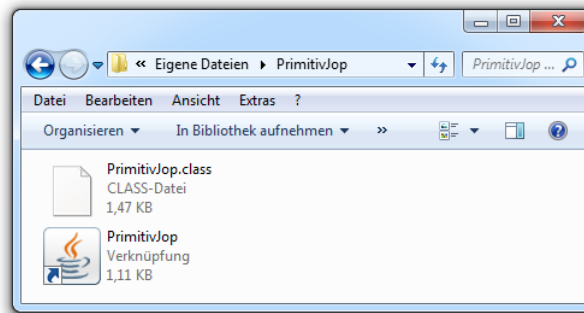 « Eigene Dateien PrimitivJop PrimitivJop ...
Datei Bearbeiten Ansicht Extras ?
Organisieren In Bibliothek aufnehmen »
PrimitivJop.class
CLASS-Datei
1,47 KB
PrimitivJop
Verknüpfung
1,11 KB